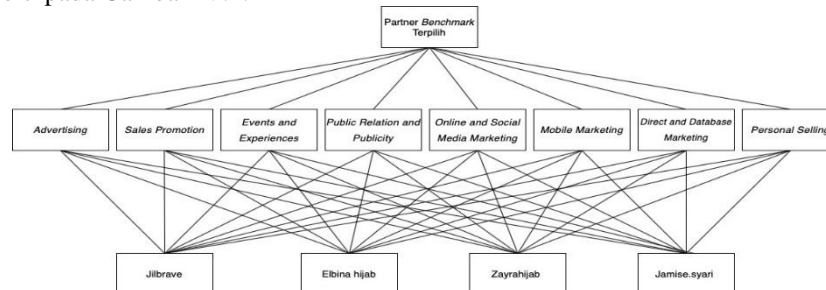 Partner Benchmark
Terpilih
Advertising
Sales Promotion
Events and
Experiences
Public Relation and
Publicity
Online and Social
Media Marketing
Mobile Marketing
Direct and Database
Marketing
Personal Selling
Jilbrave
Elbina hijab
Zayrahijab
Jamise.syari